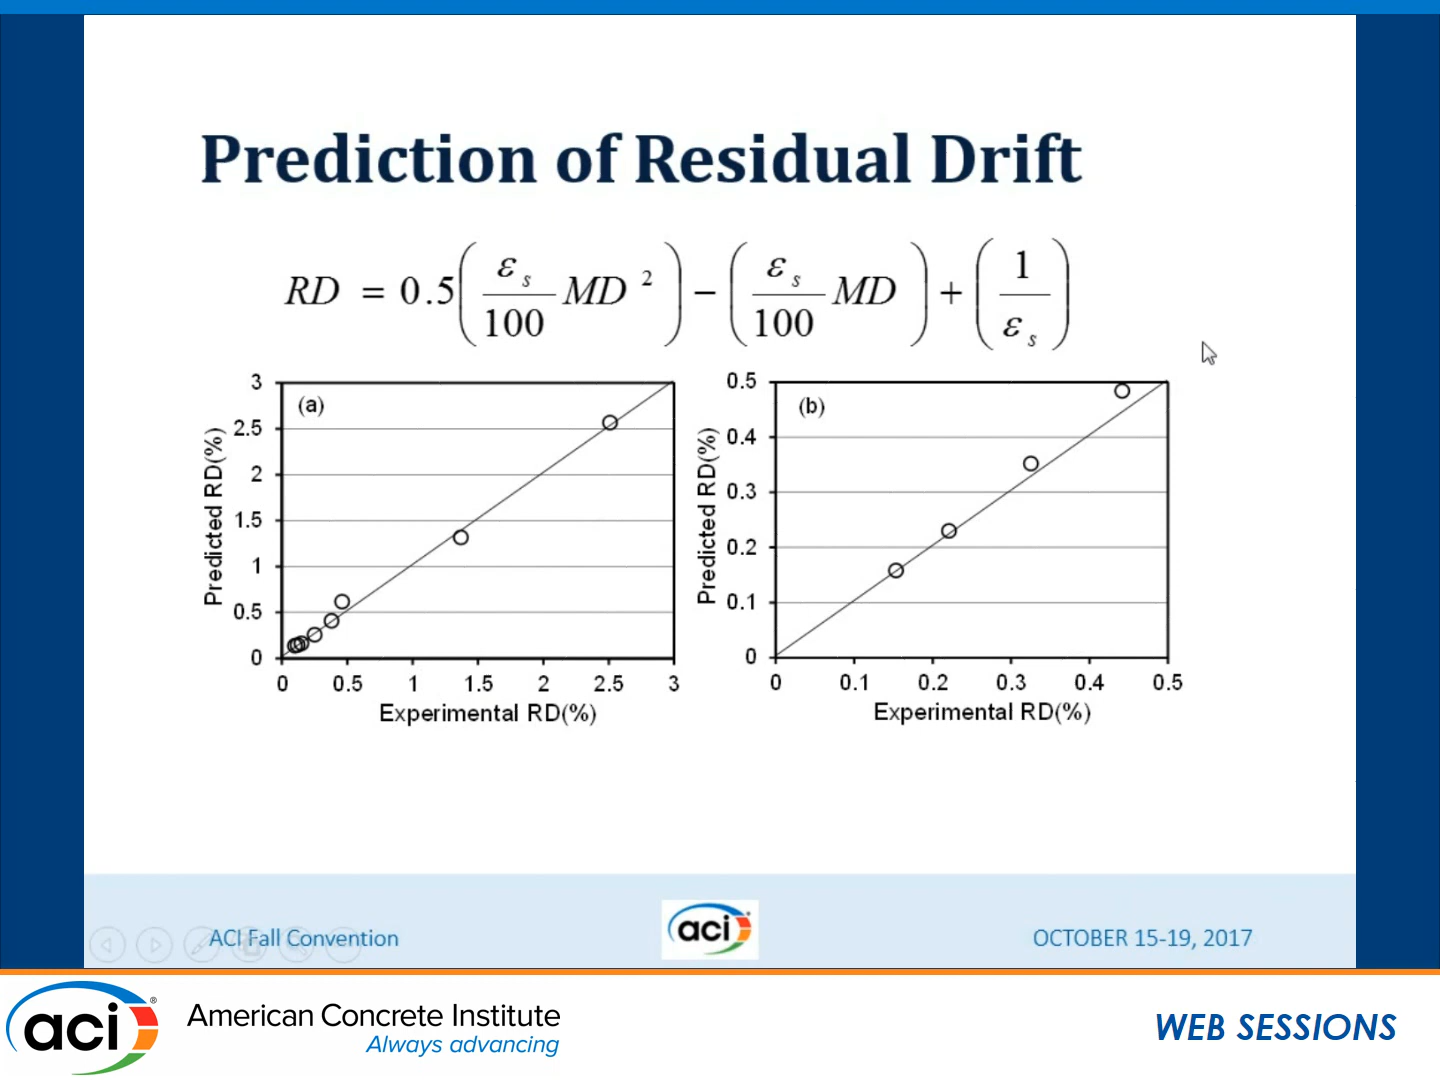 Prediction of Residual Drift
RD = 0.5 ( ε s / 100 MD 2 ) − ( ε s / 100 MD ) + ( 1 / ε s )
(a)
3
2.5
2
1.5
1
0.5
0
Predicted RD(%)
0 0.5 1 1.5 2 2.5 3
Experimental RD(%)
(b)
0.5
0.4
0.3
0.2
0.1
0
Predicted RD(%)
0 0.1 0.2 0.3 0.4 0.5
Experimental RD(%)
ACI Fall Convention
aci
OCTOBER 15-19, 2017
aci®
American Concrete Institute
Always advancing
WEB SESSIONS